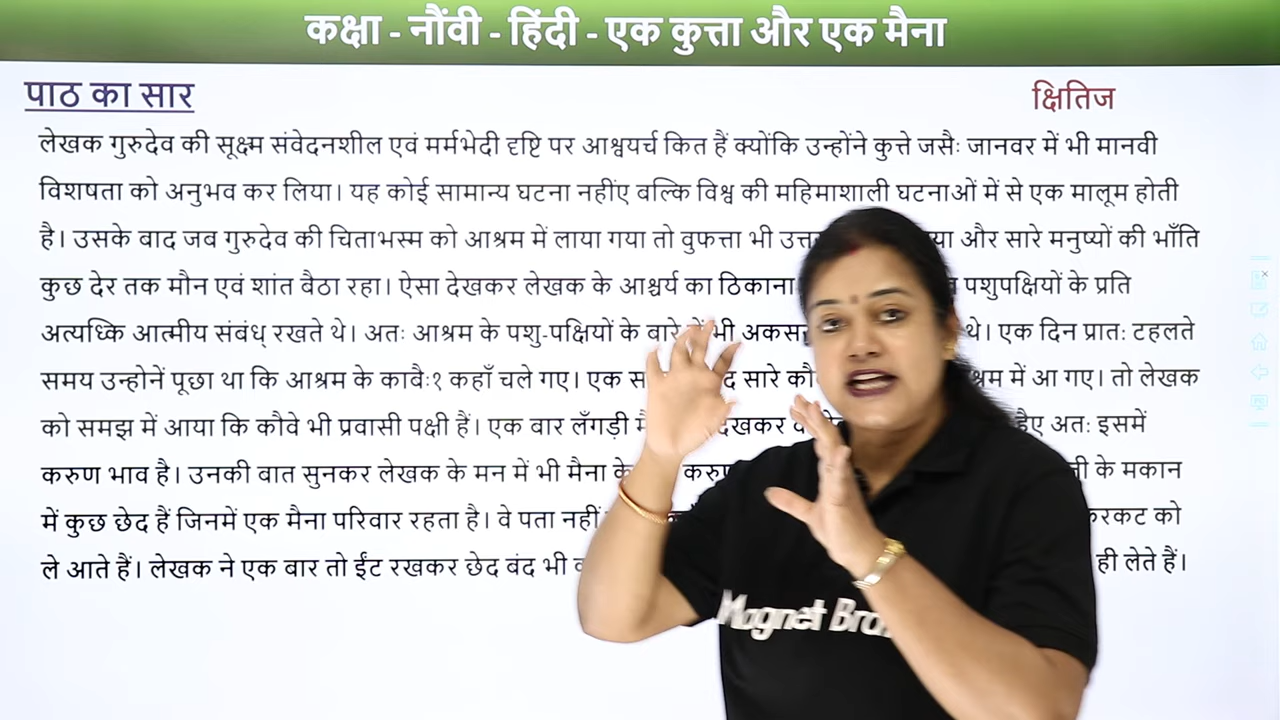 कक्षा - नौंवी - हिंदी - एक कुत्ता और एक मैना
पाठ का सार
क्षितिज
लेखक गुरुदेव की सूक्ष्म संवेदनशील एवं मर्मभेदी दृष्टि पर आश्वयर्च कित हैं क्योंकि उन्होंने कुत्ते जसैः जानवर में भी मानवी
विशषता को अनुभव कर लिया। यह कोई सामान्य घटना नहींए बल्कि विश्व की महिमाशाली घटनाओं में से एक मालूम होती
है। उसके बाद जब गुरुदेव की चिताभस्म को आश्रम में लाया गया तो वुफत्ता भी और सारे मनुष्यों की भाँति
कुछ देर तक मौन एवं शांत बैठा रहा। ऐसा देखकर लेखक के आश्चर्य का ठिकाना पशुपक्षियों के प्रति
अत्यध्कि आत्मीय संबंध् रखते थे। अतः आश्रम के पशु-पक्षियों के बारे में भी थे। एक दिन प्रात: टहलते
समय उन्होनें पूछा था कि आश्रम के कावैः१ कहाँ चले गए। एक सारे में आ गए। तो लेखक
को समझ में आया कि कौवे भी प्रवासी पक्षी हैं। एक बार लँगड़ी देखकर हैए अतः इसमें
करुण भाव है। उनकी बात सुनकर लेखक के मन में भी मैना के मकान
में कुछ छेद हैं जिनमें एक मैना परिवार रहता है। वे पता नहीं को
ले आते हैं। लेखक ने एक बार तो ईंट रखकर छेद बंद भी ही लेते हैं।
Magnet